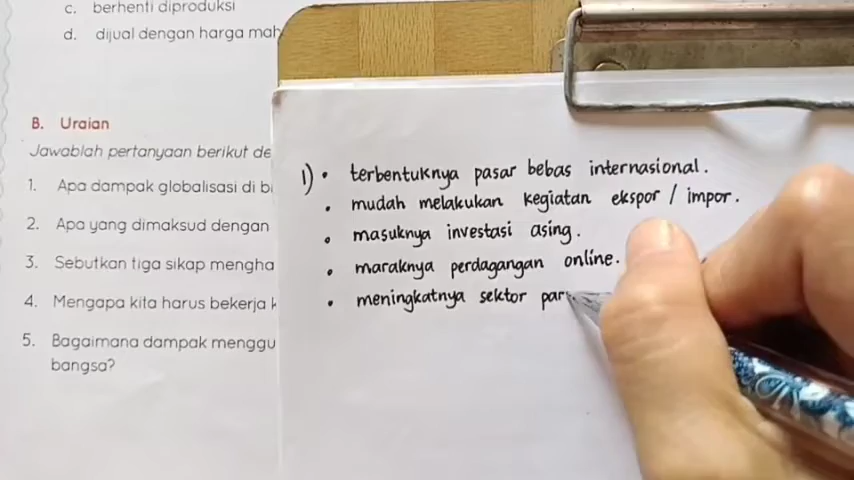 c. berhenti diproduksi
d. dijual dengan harga mah
B. Uraian
Jawablah pertanyaan berikut de
1. Apa dampak globalisasi di bi
2. Apa yang dimaksud dengan
3. Sebutkan tiga sikap mengha
4. Mengapa kita harus bekerja k
5. Bagaimana dampak menggu
bangsa?
1) • terbentuknya pasar bebas internasional.
• mudah melakukan kegiatan ekspor / impor.
• masuknya investasi asing.
• maraknya perdagangan online.
• meningkatnya sektor par